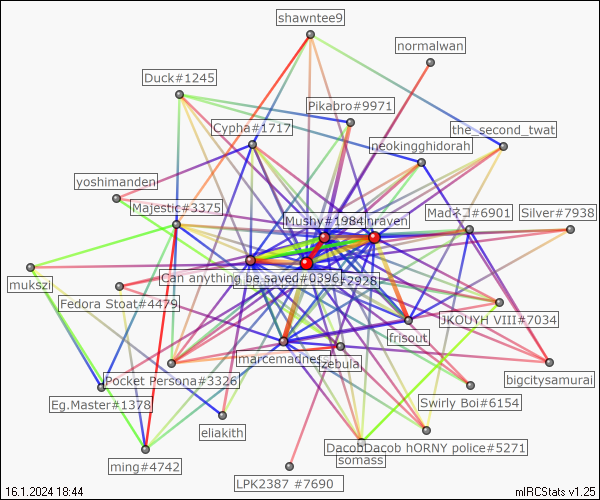 shawntee9
normalwan
Duck#1245
Pikabro#9971
Cypha#1717
the_second_twat
neokingghidorah
yoshimanden
Majestic#3375
Mushy#1984
nraven
Madネコ#6901
Silver#7938
mukszi
Can anything be saved#0396
2928
Fedora Stoat#4479
JKOUYH VIII#7034
frisout
marcemadness
zebula
Pocket Persona#3326
bigcitysamurai
Eg.Master#1378
Swirly Boi#6154
eliakith
DacobDacob hORNY police#5271
somass
ming#4742
LPK2387 #7690
16.1.2024 18:44
mIRCStats v1.25